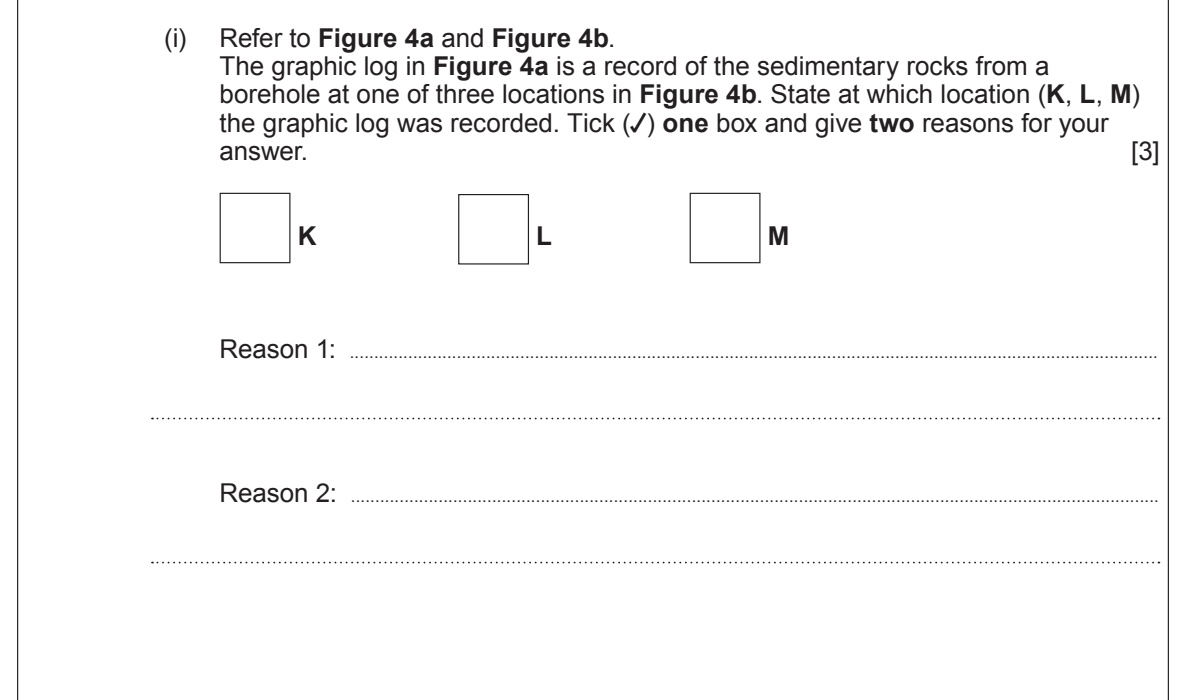 (i) Refer to Figure 4a and Figure 4b.
The graphic log in Figure 4a is a record of the sedimentary rocks from a
borehole at one of three locations in Figure 4b. State at which location (K, L, M)
the graphic log was recorded. Tick (✓) one box and give two reasons for your
answer. [3]
K L M
Reason 1:
Reason 2: